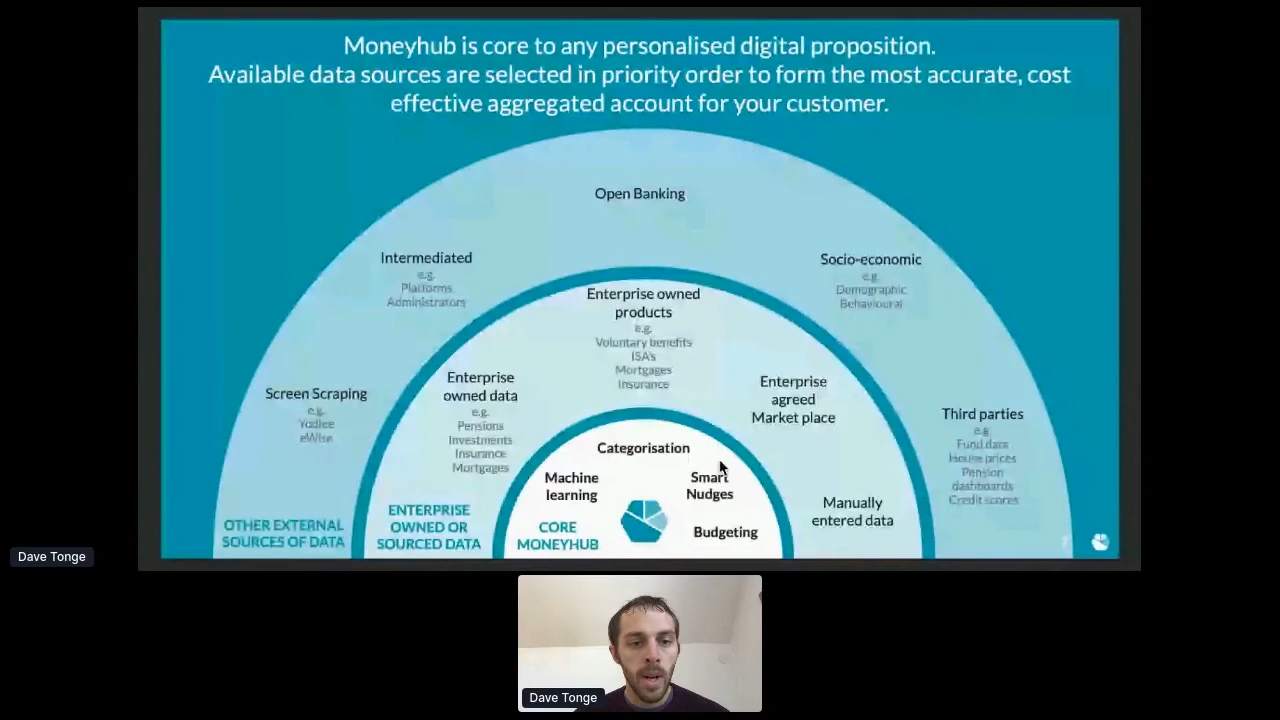 Moneyhub is core to any personalised digital proposition.
Available data sources are selected in priority order to form the most accurate, cost
effective aggregated account for your customer.
Open Banking
Intermediated
e.g.
Platforms
Administrators
Socio-economic
e.g.
Demographic
Behavioural
Screen Scraping
e.g.
Yodlee
eWise
Third parties
e.g
Fund data
House prices
Pension
dashboards
Credit scores
OTHER EXTERNAL
SOURCES OF DATA
Enterprise owned
products
e.g.
Voluntary benefits
ISA's
Mortgages
Insurance
Enterprise
owned data
e.g.
Pensions
Investments
Insurance
Mortgages
Enterprise
agreed
Market place
Manually
entered data
ENTERPRISE
OWNED OR
SOURCED DATA
Categorisation
Machine
learning
Smart
Nudges
Budgeting
CORE
MONEYHUB
7
Dave Tonge
Dave Tonge